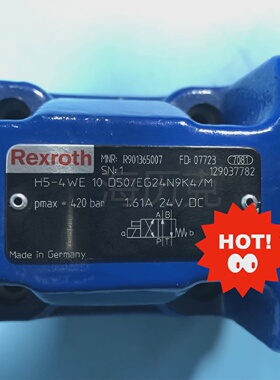 Rexroth
MNR: R901365007 FD: 07723 7081
SN: 1 129037782
H5-4WE 10 D50/EG24N9K4/M
pmax = 420 bar 1.61A 24V DC
A B
P T
Made in Germany
HOT!